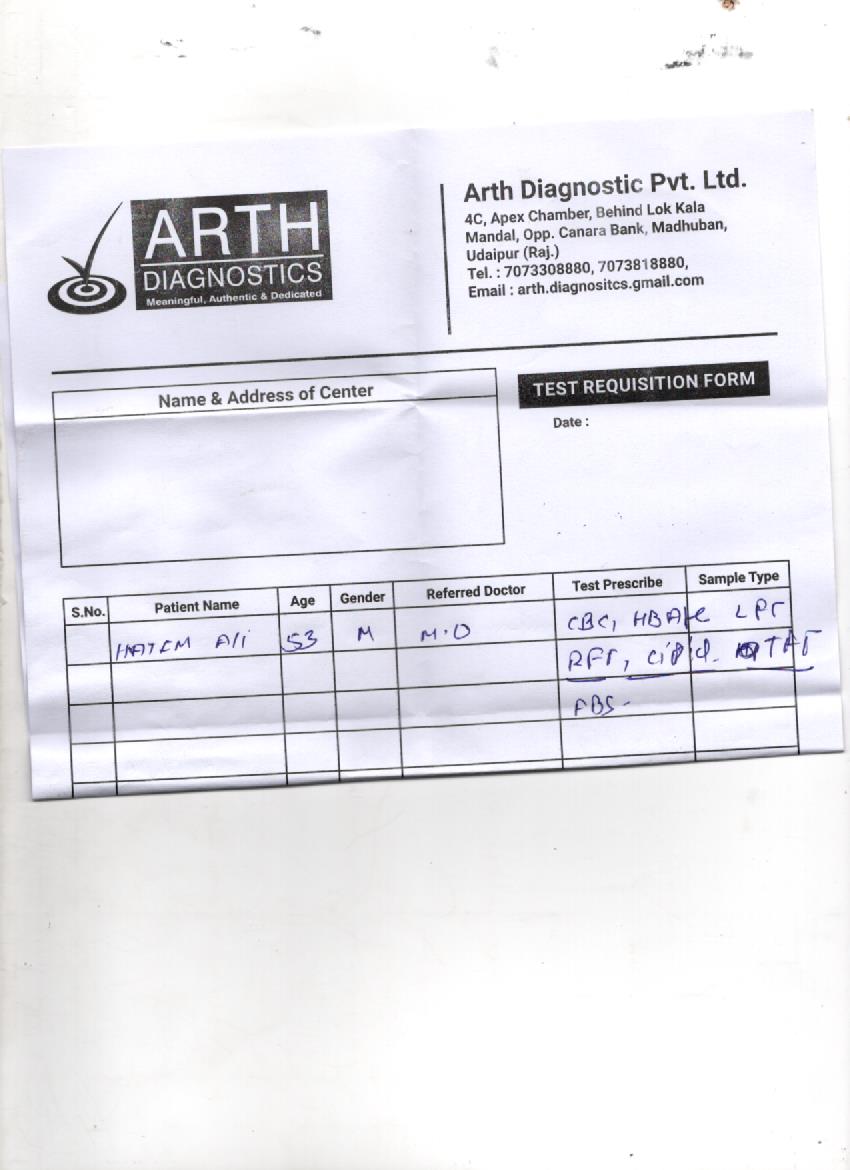 ARTH
DIAGNOSTICS
Meaningful, Authentic & Dedicated
Arth Diagnostic Pvt. Ltd.
4C, Apex Chamber, Behind Lok Kala
Mandal, Opp. Canara Bank, Madhuban,
Udaipur (Raj.)
Tel. : 7073308880, 7073818880,
Email : arth.diagnositcs.gmail.com
Name & Address of Center
TEST REQUISITION FORM
Date :
S.No. Patient Name Age Gender Referred Doctor Test Prescribe Sample Type
HATEM Ali 53 M M.O CBC, HBA1C LFT
RFT, Lipid
FBS-